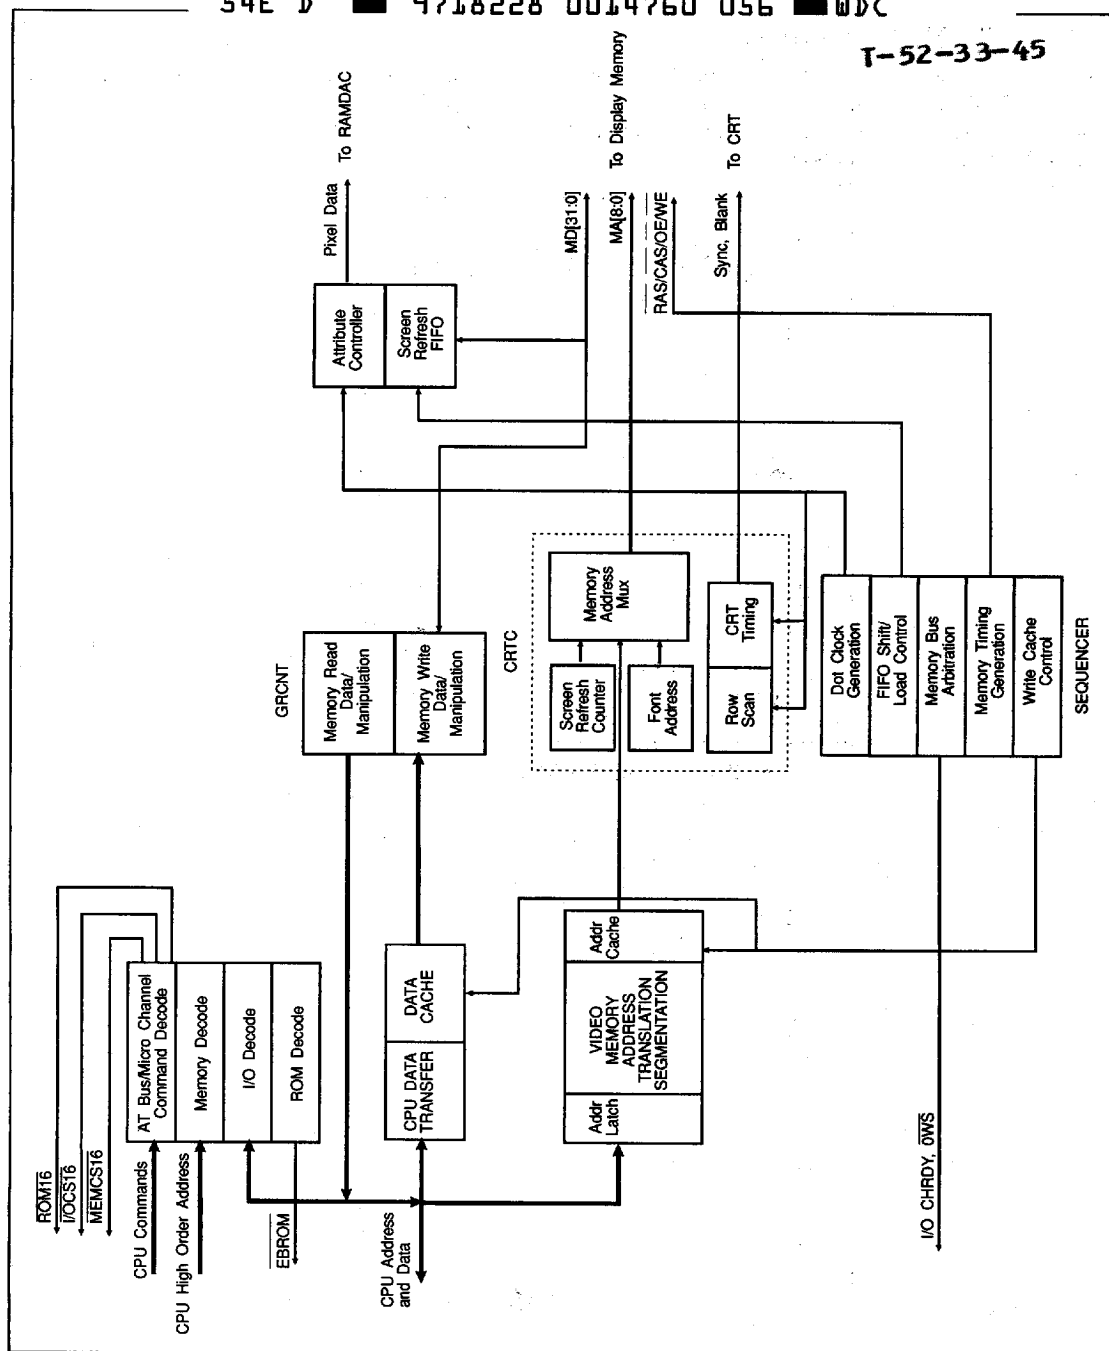 54E D 9718228 0014760 056 WDC
T-52-33-45
To RAMDAC
Pixel Data
To Display Memory
MD[31:0]
MA[8:0]
RAS/CAS/OE/WE
To CRT
Sync, Blank
Attribute
Controller
Screen
Refresh
FIFO
GRCNT
Memory Read
Data/
Manipulation
Memory Write
Data/
Manipulation
CRTC
Memory
Address
Mux
Screen
Refresh
Counter
Font
Address
CRT
Timing
Row
Scan
Dot Clock
Generation
FIFO Shift/
Load Control
Memory Bus
Arbitration
Memory Timing
Generation
Write Cache
Control
SEQUENCER
AT Bus/Micro Channel
Command Decode
Memory Decode
I/O Decode
ROM Decode
CPU DATA
TRANSFER
DATA
CACHE
Addr
Latch
VIDEO
MEMORY
ADDRESS
TRANSLATION
SEGMENTATION
Addr
Cache
ROM16
I/OCS16
MEMCS16
CPU Commands
CPU High Order Address
EBROM
CPU Address
and Data
I/O CHRDY, 0WS